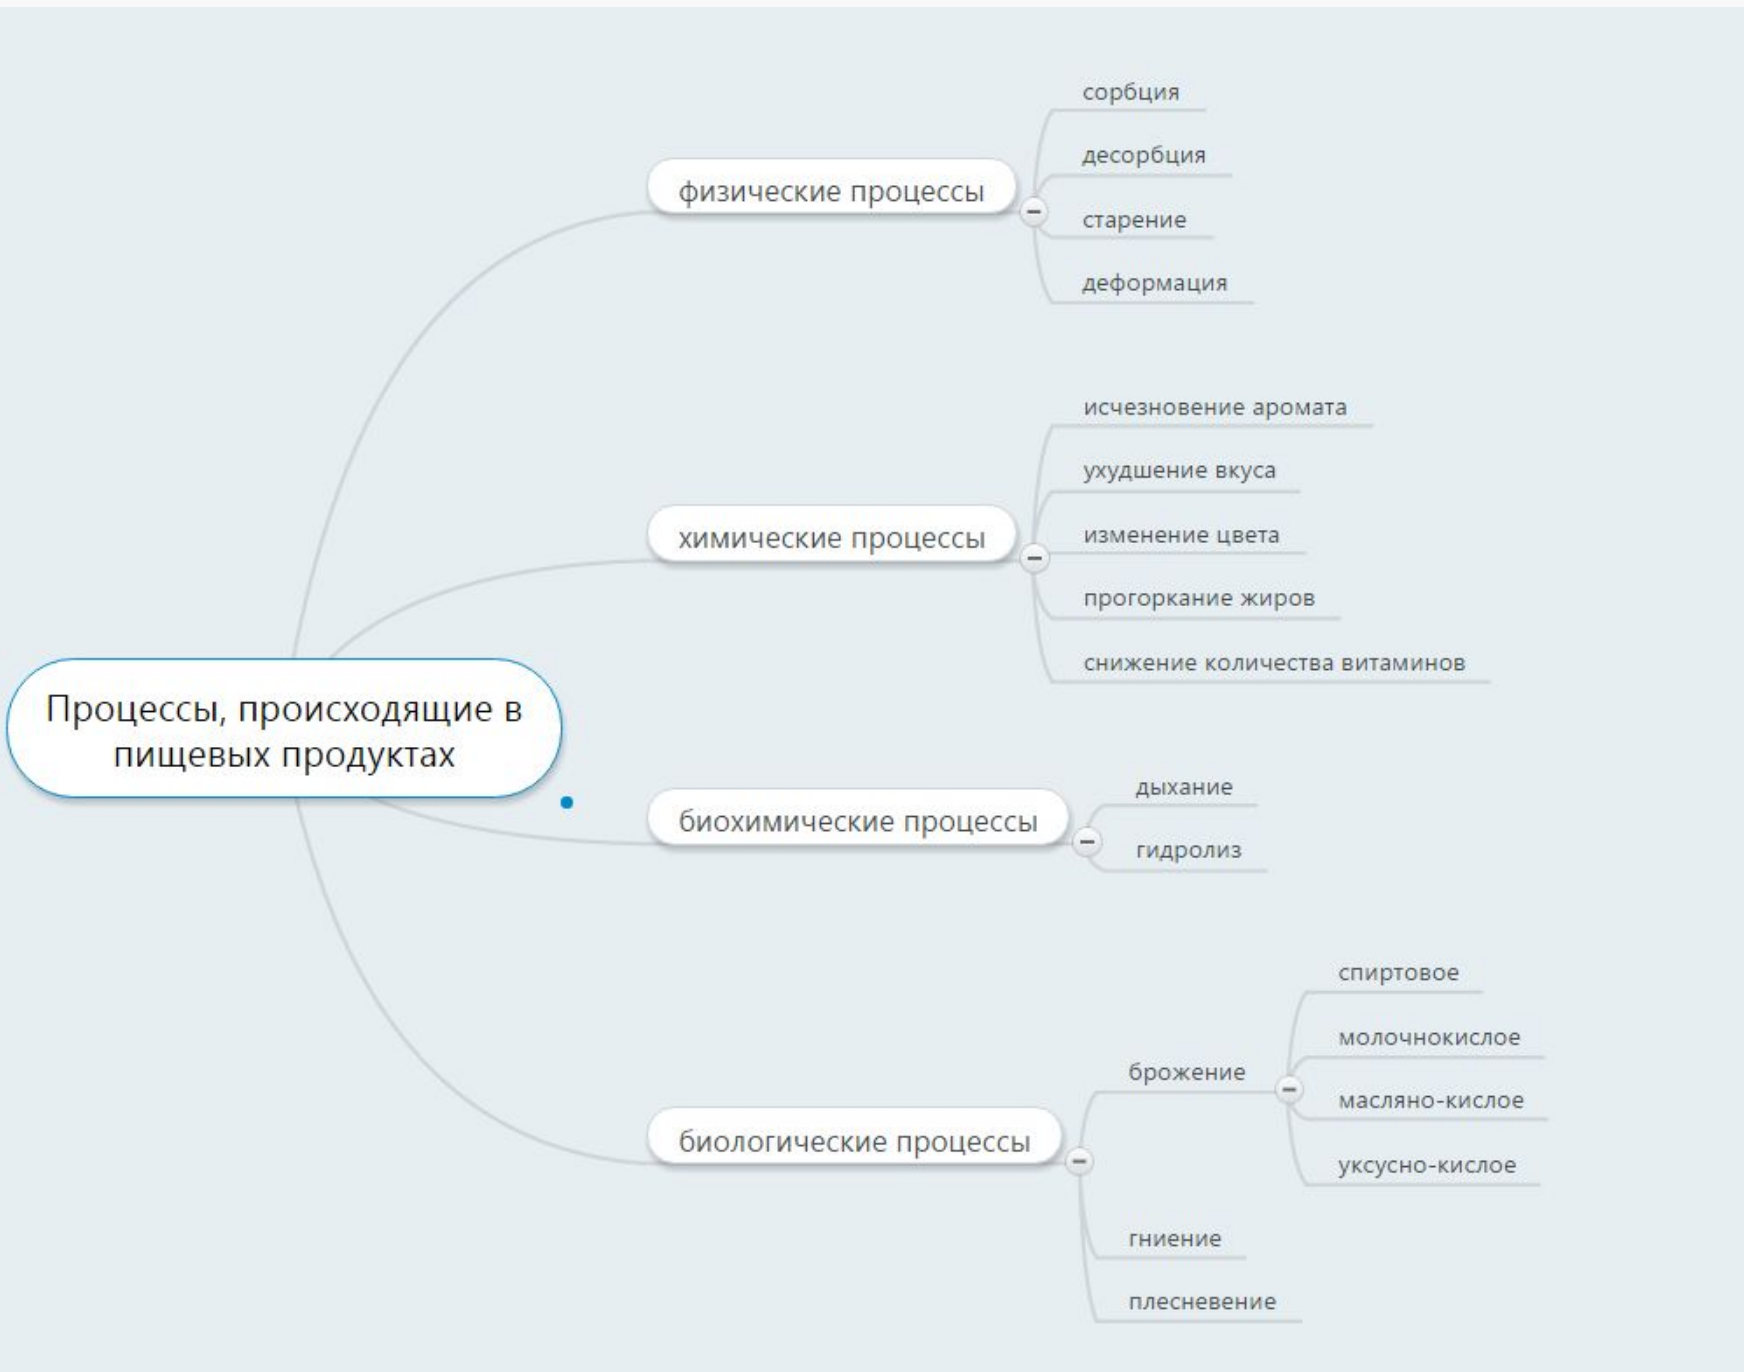 Процессы, происходящие в
пищевых продуктах
физические процессы
сорбция
десорбция
старение
деформация
химические процессы
исчезновение аромата
ухудшение вкуса
изменение цвета
прогоркание жиров
снижение количества витаминов
биохимические процессы
дыхание
гидролиз
биологические процессы
брожение
спиртовое
молочнокислое
масляно-кислое
уксусно-кислое
гниение
плесневение